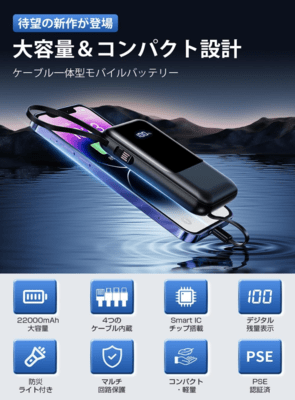 待望の新作が登場
大容量&コンパクト設計
ケーブル一体型モバイルバッテリー
22000mAh
大容量
4つの
ケーブル内蔵
Smart IC
チップ搭載
100
デジタル
残量表示
防災
ライト付き
マルチ
回路保護
コンパクト
・軽量
PSE
PSE
認証済